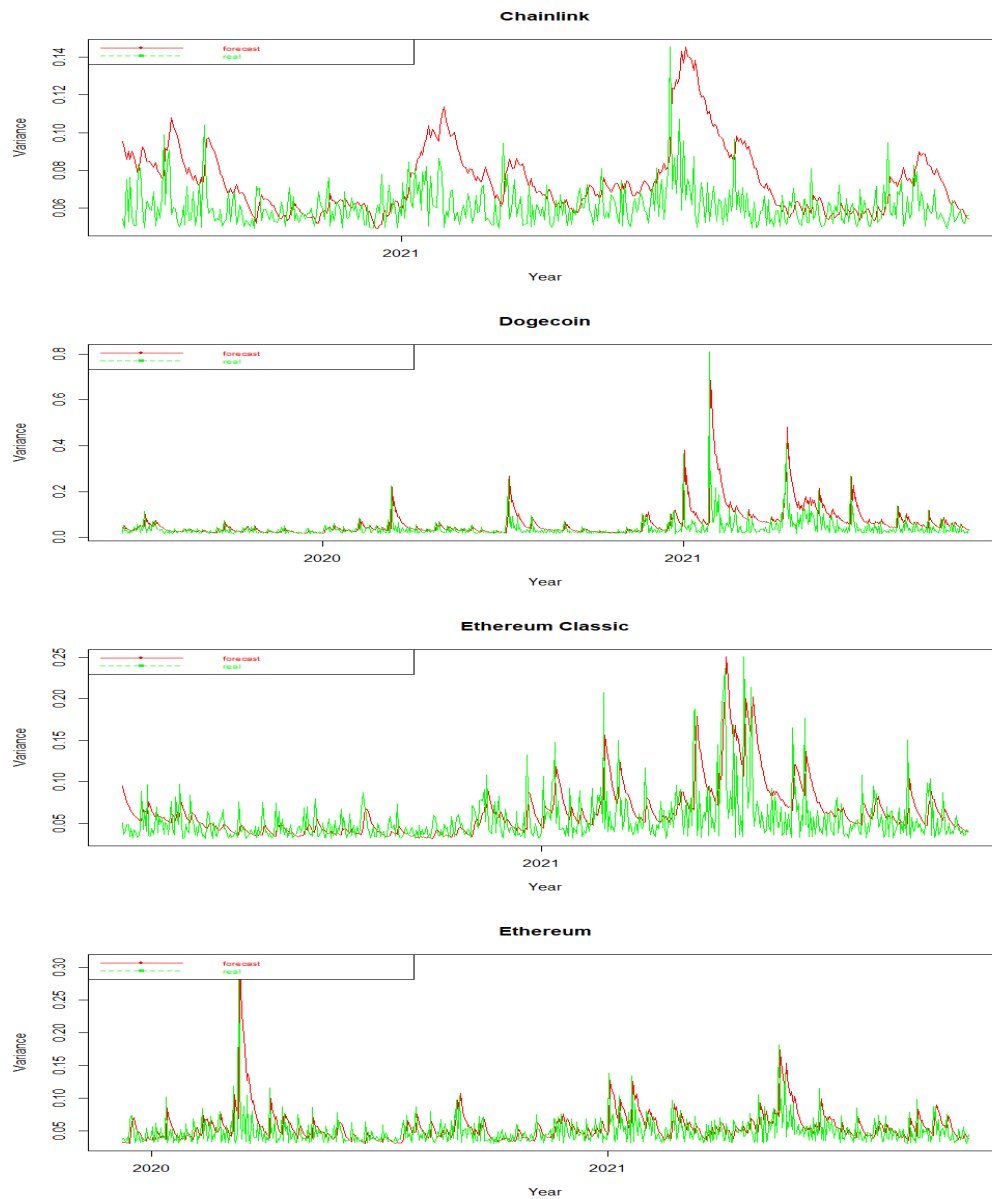 Chainlink
forecast
real
0.14
0.12
0.10
0.08
0.06
Variance
2021
Year
Dogecoin
forecast
real
0.8
0.6
0.4
0.2
0.0
Variance
2020 2021
Year
Ethereum Classic
forecast
real
0.25
0.20
0.15
0.10
0.05
Variance
2021
Year
Ethereum
forecast
real
0.30
0.25
0.20
0.15
0.10
0.05
Variance
2020 2021
Year